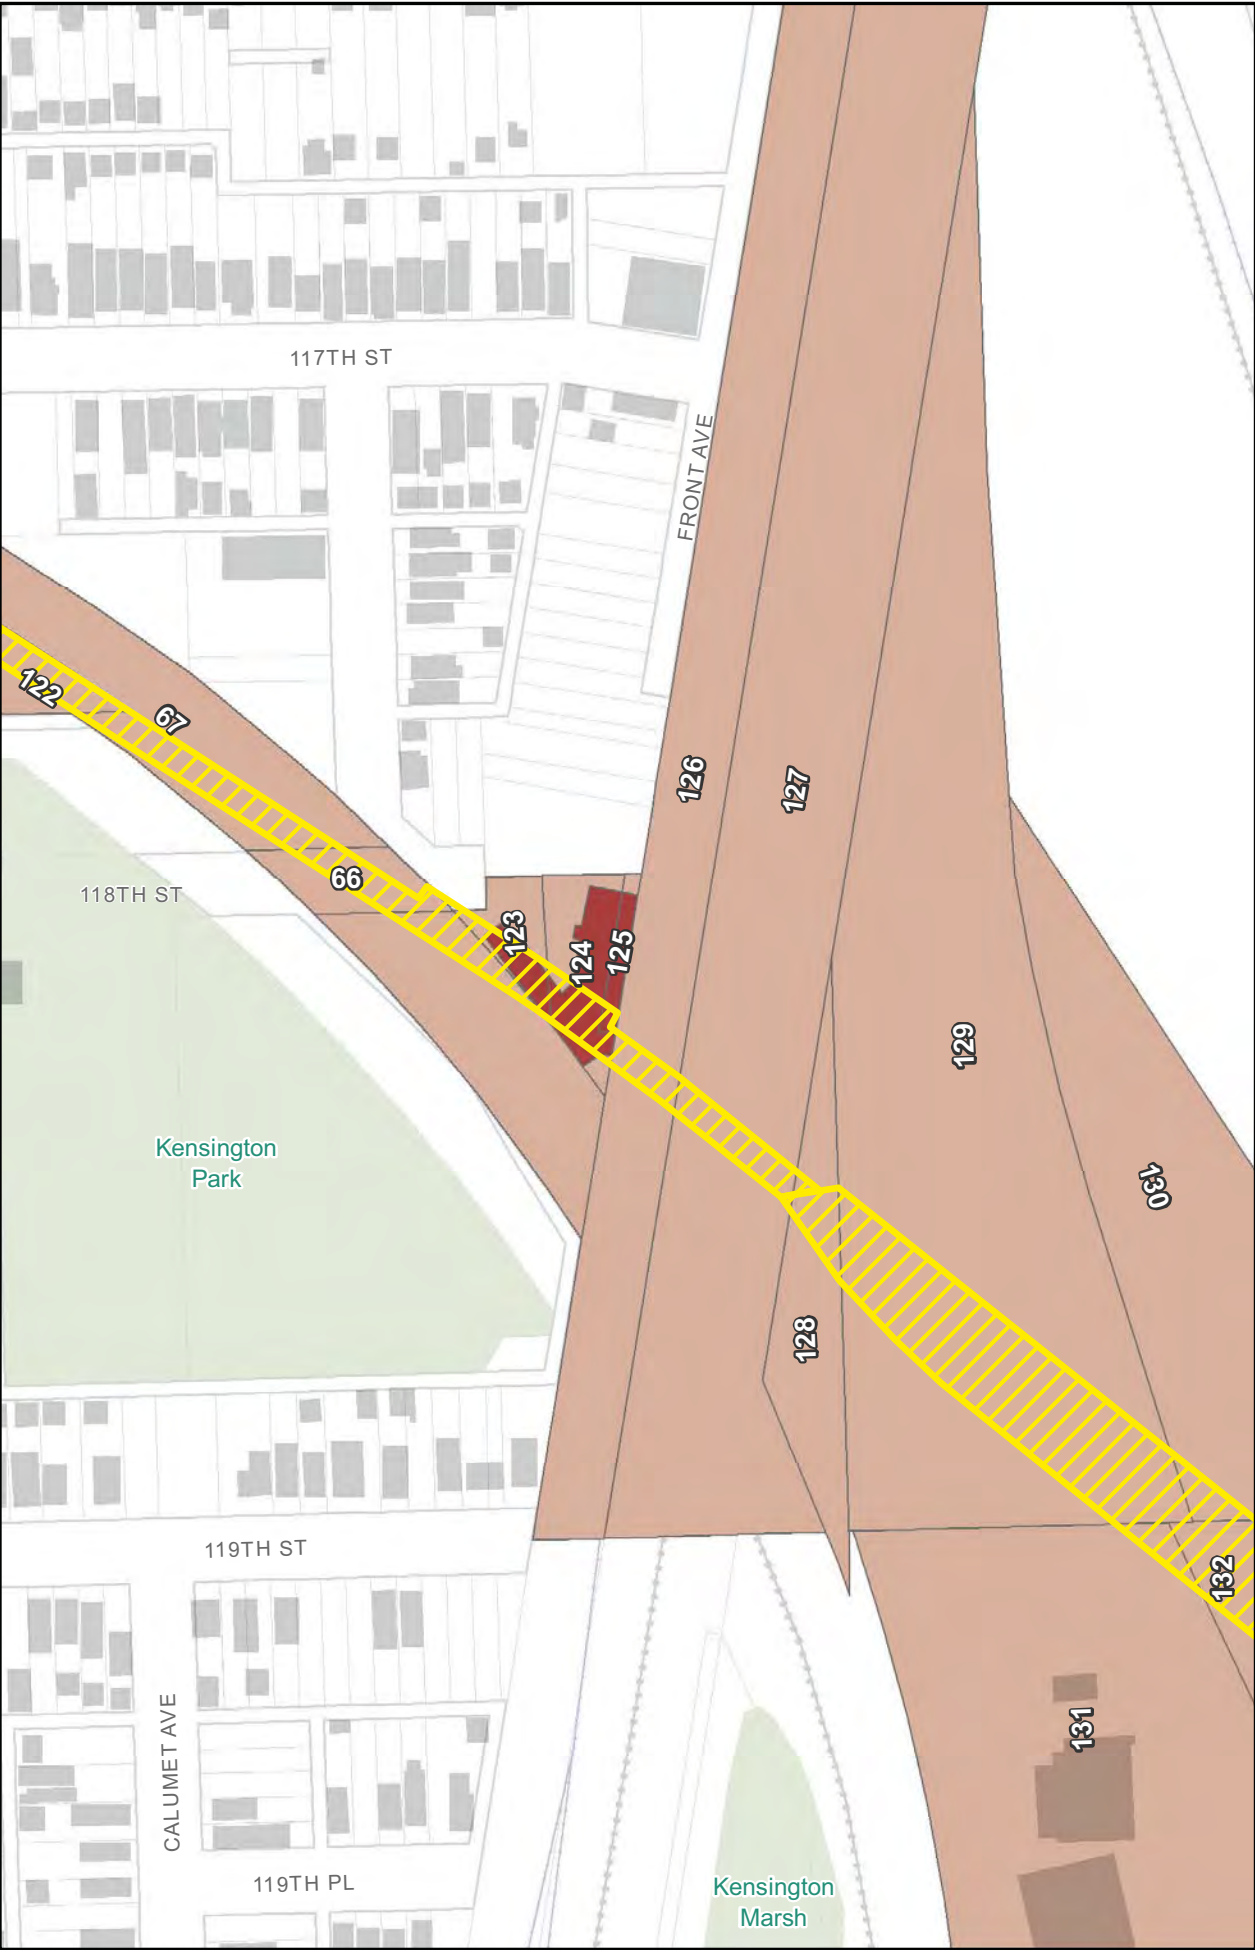 117TH ST
FRONT AVE
122
67
126
127
66
118TH ST
123
124
125
129
Kensington
Park
130
128
119TH ST
132
131
CALUMET AVE
119TH PL
Kensington
Marsh